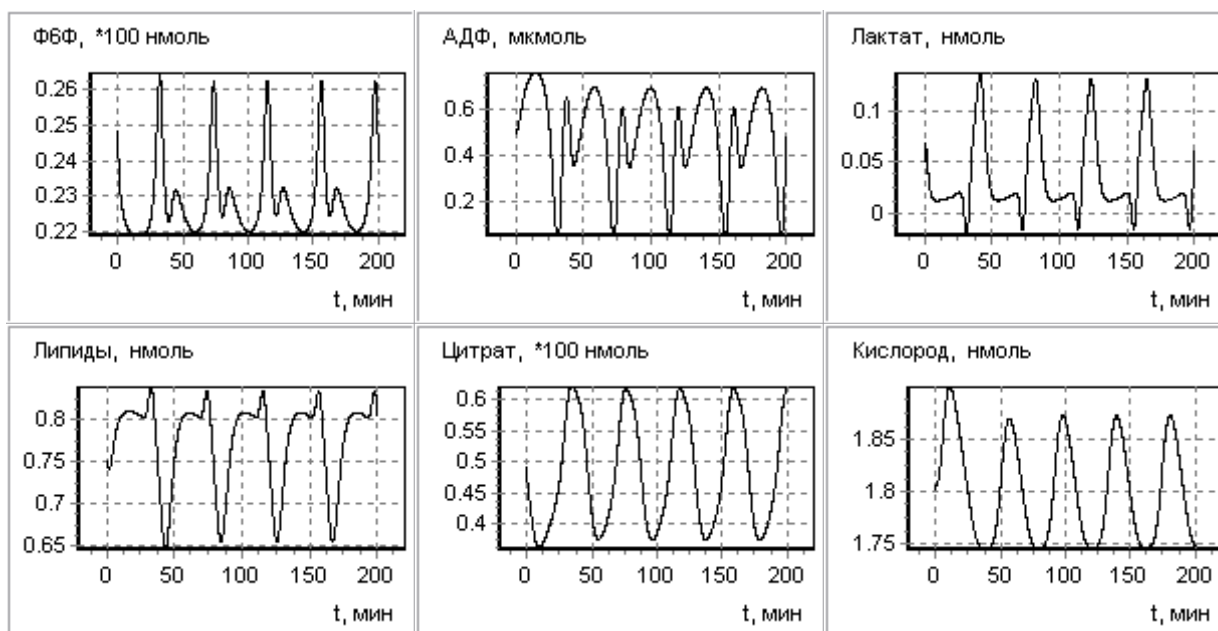 Ф6Ф, *100 нмоль
0.26
0.25
0.24
0.23
0.22
0 50 100 150 200
t, мин
АДФ, мкмоль
0.6
0.4
0.2
0 50 100 150 200
t, мин
Лактат, нмоль
0.1
0.05
0
0 50 100 150 200
t, мин
Липиды, нмоль
0.8
0.75
0.7
0.65
0 50 100 150 200
t, мин
Цитрат, *100 нмоль
0.6
0.55
0.5
0.45
0.4
0 50 100 150 200
t, мин
Кислород, нмоль
1.85
1.8
1.75
0 50 100 150 200
t, мин